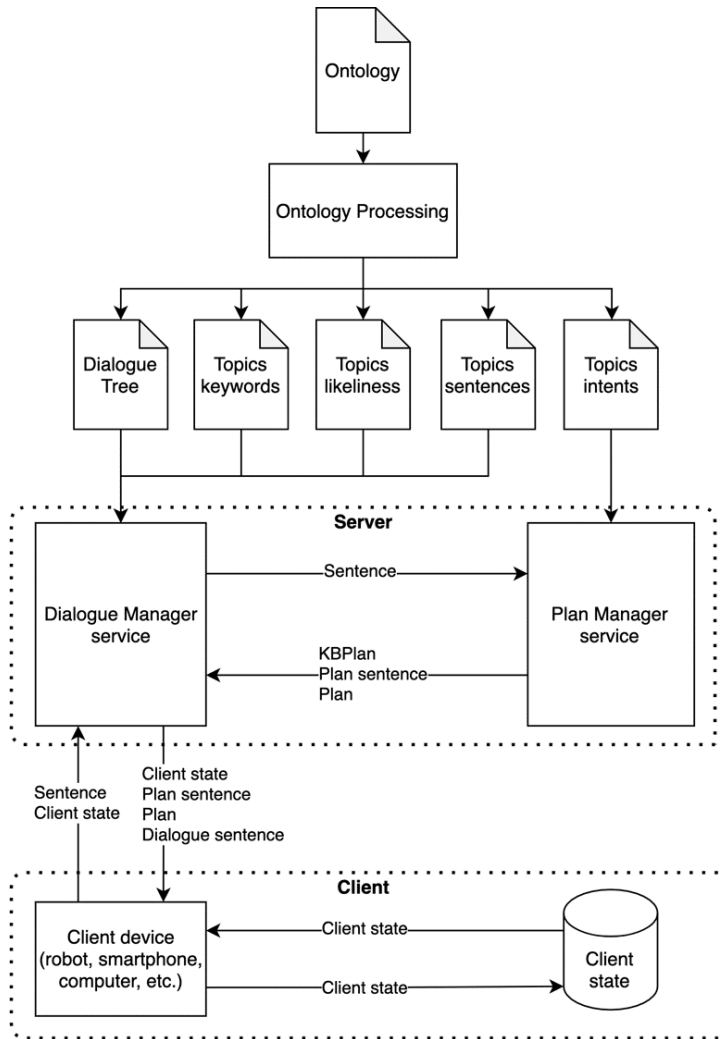 Ontology
Ontology Processing
Dialogue
Tree
Topics
keywords
Topics
likeliness
Topics
sentences
Topics
intents
Server
Dialogue Manager
service
Sentence
Plan Manager
service
KBPlan
Plan sentence
Plan
Sentence
Client state
Client state
Plan sentence
Plan
Dialogue sentence
Client
Client device
(robot, smartphone,
computer, etc.)
Client state
Client state
Client
state